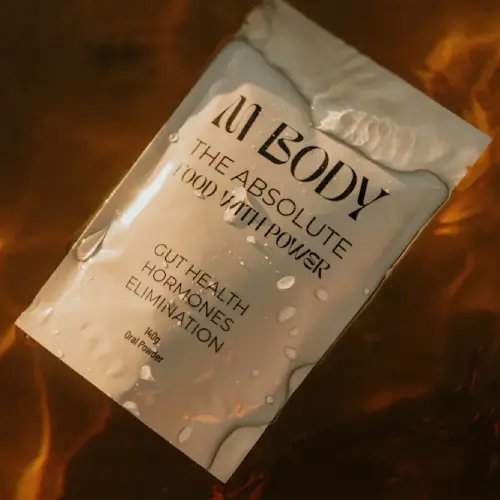 M BODY
THE ABSOLUTE
FOOD WITH POWER
GUT HEALTH
HORMONES
ELIMINATION
140g
Oral Powder